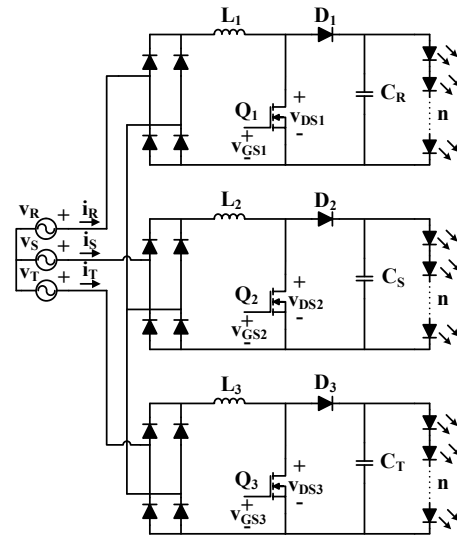 L1 D1
Q1 + vDS1 - CR n
vGS1 -
vR + iR
vS + iS
vT + iT
L2 D2
Q2 + vDS2 - CS n
vGS2 -
L3 D3
Q3 + vDS3 - CT n
vGS3 -